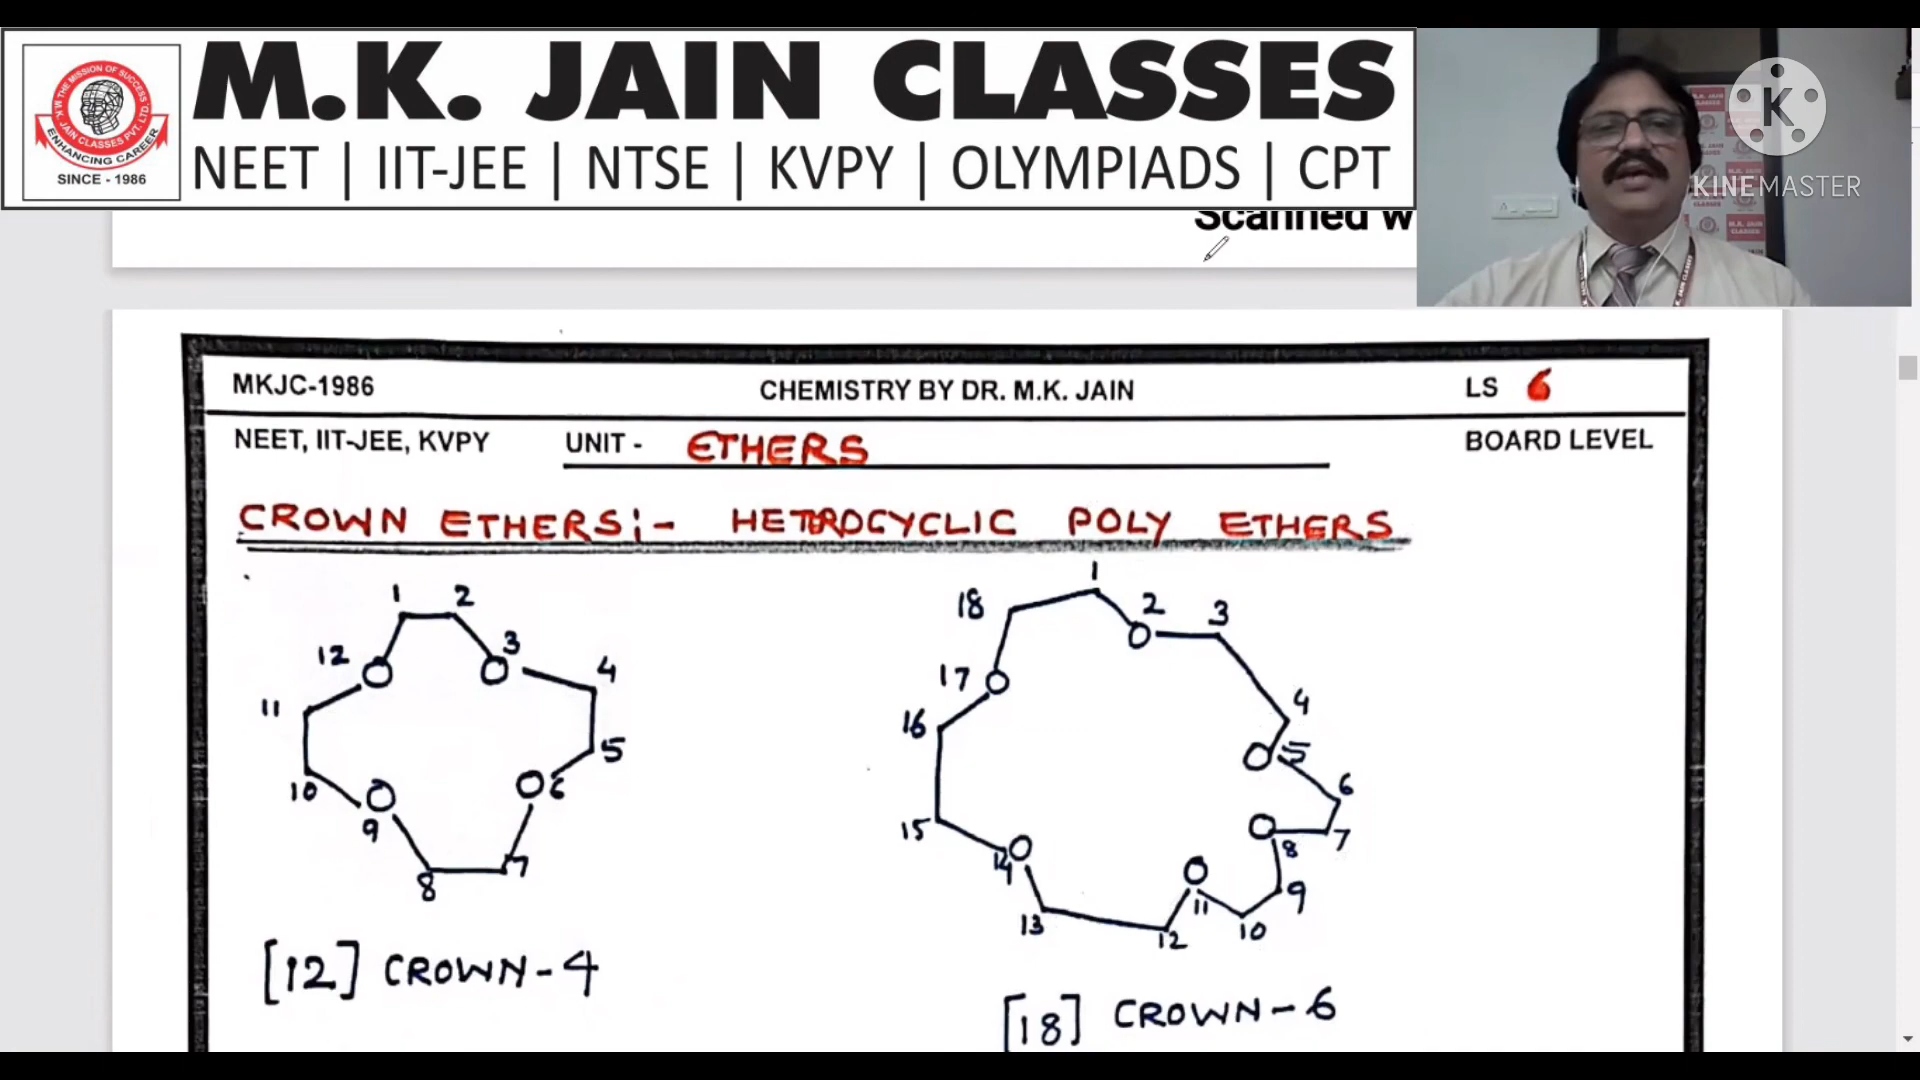 M.K. JAIN CLASSES
NEET | IIT-JEE | NTSE | KVPY | OLYMPIADS | CPT
M.K. THE MISSION OF SUCCESS
JAIN CLASSES PVT. LTD.
ENHANCING CAREER
SINCE - 1986
K
KINEMASTER
M.K. JAIN
CLASSES
Scanned w
MKJC-1986 CHEMISTRY BY DR. M.K. JAIN LS 6
NEET, IIT-JEE, KVPY UNIT - ETHERS BOARD LEVEL
CROWN ETHERS:- HETEROCYCLIC POLY ETHERS
1 2
12 O O 3 4
11 5
10 O 9 O 6
8 7
[12] CROWN-4
18 1 2 O 3
17 O 4
16 O 5 6
15 O 8 7
14 O O 11 9
13 12 10
[18] CROWN-6